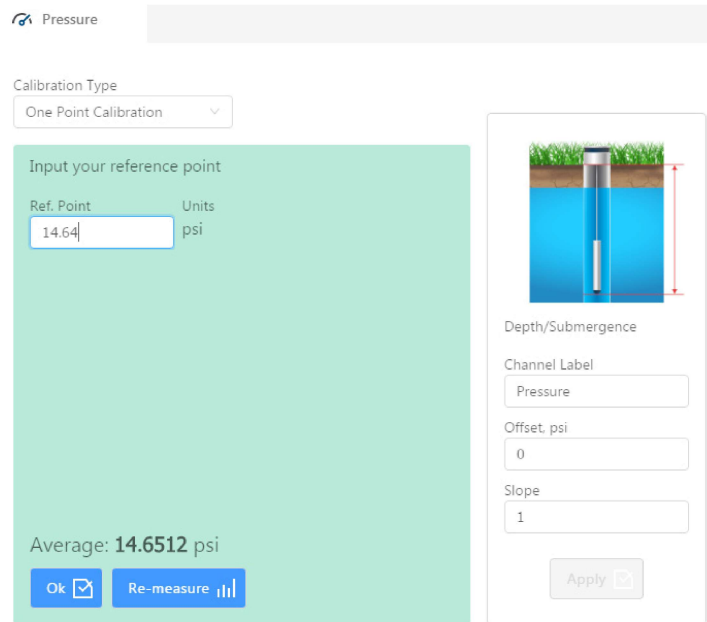 Pressure
Calibration Type
One Point Calibration
Input your reference point
Ref. Point Units
14.64 psi
Average: 14.6512 psi
Ok Re-measure
Depth/Submergence
Channel Label
Pressure
Offset, psi
0
Slope
1
Apply